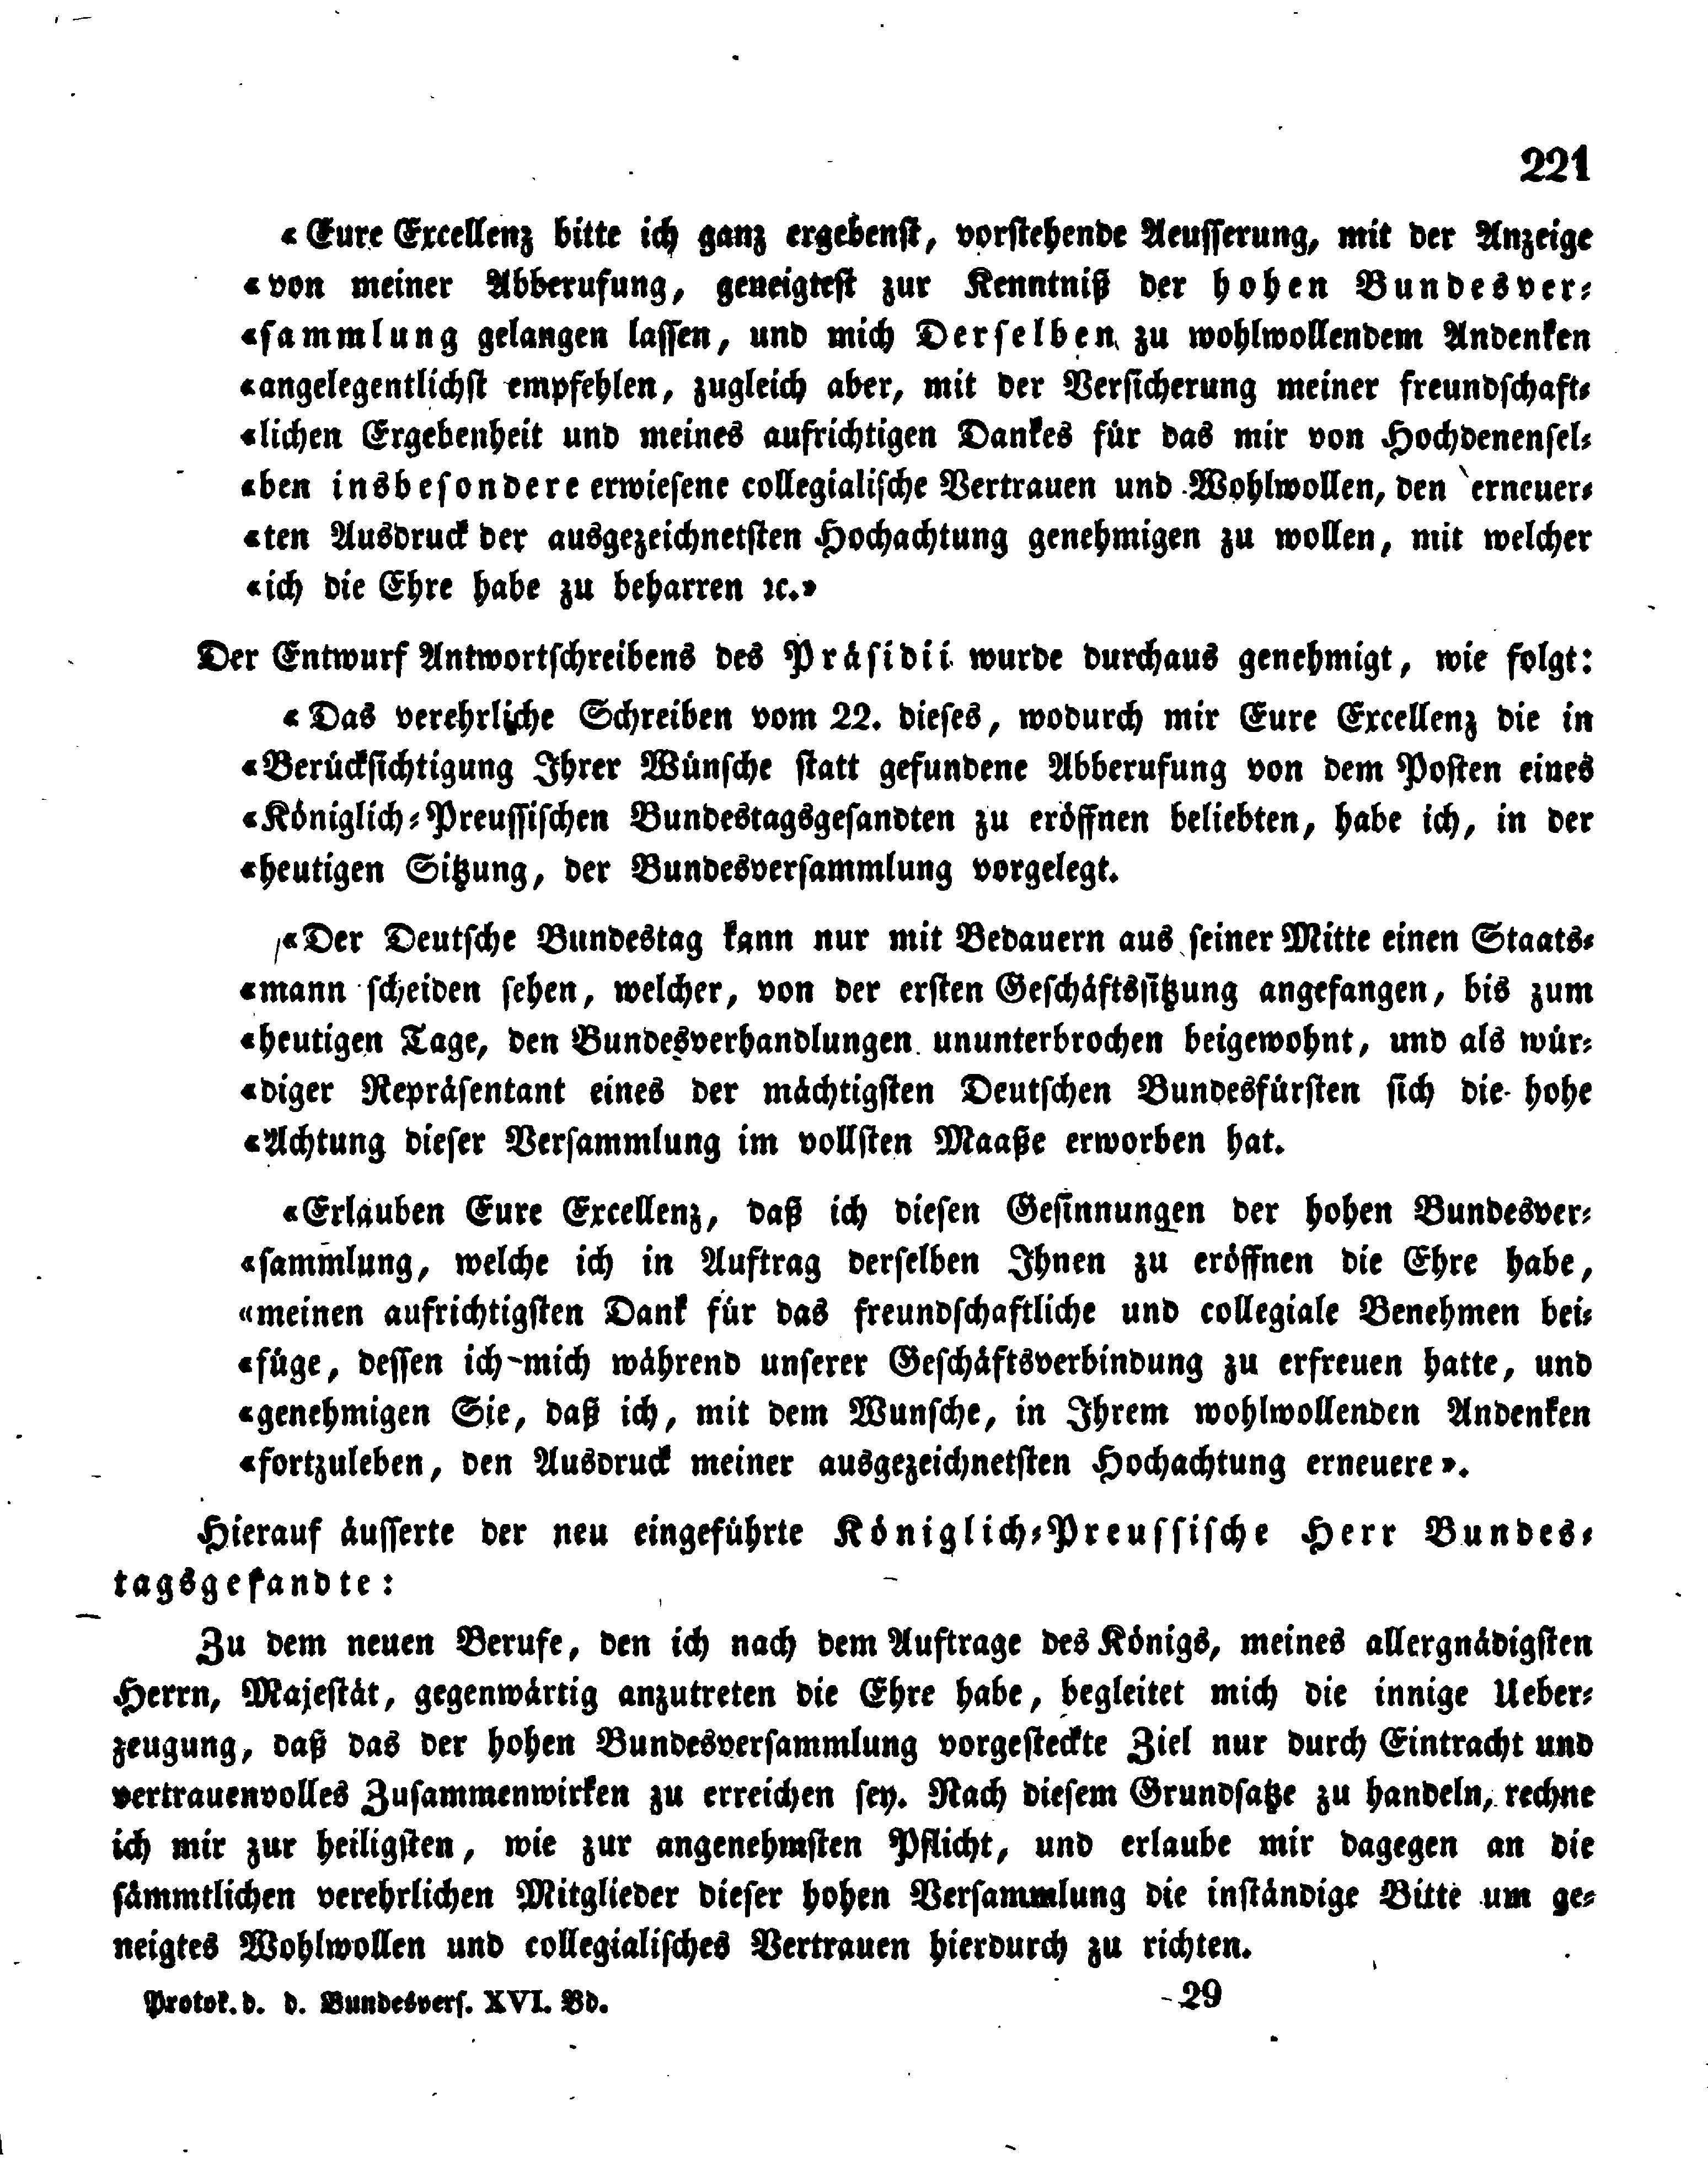 221
«Eure Excellenz bitte ich ganz ergebenst, vorstehende Aeusserung, mit der Anzeige
«von meiner Abberufung, geneigtest zur Kenntniß der hohen Bundesver-
«sammlung gelangen lassen, und mich Derselben zu wohlwollendem Andenken
«angelegentlichst empfehlen, zugleich aber, mit der Versicherung meiner freundschaft-
«lichen Ergebenheit und meines aufrichtigen Dankes für das mir von Hochdenensel-
«ben insbesondere erwiesene collegialische Vertrauen und Wohlwollen, den erneuer-
«ten Ausdruck der ausgezeichnetsten Hochachtung genehmigen zu wollen, mit welcher
«ich die Ehre habe zu beharren ꝛc.»
Der Entwurf Antwortschreibens des Präsidii wurde durchaus genehmigt, wie folgt:
«Das verehrliche Schreiben vom 22. dieses, wodurch mir Eure Excellenz die in
«Berücksichtigung Ihrer Wünsche statt gefundene Abberufung von dem Posten eines
«Königlich-Preussischen Bundestagsgesandten zu eröffnen beliebten, habe ich, in der
«heutigen Sitzung, der Bundesversammlung vorgelegt.
«Der Deutsche Bundestag kann nur mit Bedauern aus seiner Mitte einen Staats-
«mann scheiden sehen, welcher, von der ersten Geschäftssitzung angefangen, bis zum
«heutigen Tage, den Bundesverhandlungen ununterbrochen beigewohnt, und als wür-
«diger Repräsentant eines der mächtigsten Deutschen Bundesfürsten sich die hohe
«Achtung dieser Versammlung im vollsten Maaße erworben hat.
«Erlauben Eure Excellenz, daß ich diesen Gesinnungen der hohen Bundesver-
«sammlung, welche ich in Auftrag derselben Ihnen zu eröffnen die Ehre habe,
«meinen aufrichtigsten Dank für das freundschaftliche und collegiale Benehmen bei-
«füge, dessen ich mich während unserer Geschäftsverbindung zu erfreuen hatte, und
«genehmigen Sie, daß ich, mit dem Wunsche, in Ihrem wohlwollenden Andenken
«fortzuleben, den Ausdruck meiner ausgezeichnetsten Hochachtung erneuere».
Hierauf äusserte der neu eingeführte Königlich-Preussische Herr Bundes-
tagsgesandte:
Zu dem neuen Berufe, den ich nach dem Auftrage des Königs, meines allergnädigsten
Herrn, Majestät, gegenwärtig anzutreten die Ehre habe, begleitet mich die innige Ueber-
zeugung, daß das der hohen Bundesversammlung vorgesteckte Ziel nur durch Eintracht und
vertrauenvolles Zusammenwirken zu erreichen sey. Nach diesem Grundsatze zu handeln, rechne
ich mir zur heiligsten, wie zur angenehmsten Pflicht, und erlaube mir dagegen an die
sämmtlichen verehrlichen Mitglieder dieser hohen Versammlung die inständige Bitte um ge-
neigtes Wohlwollen und collegialisches Vertrauen hierdurch zu richten.
Protok. d. d. Bundesvers. XVI. Bd. 29